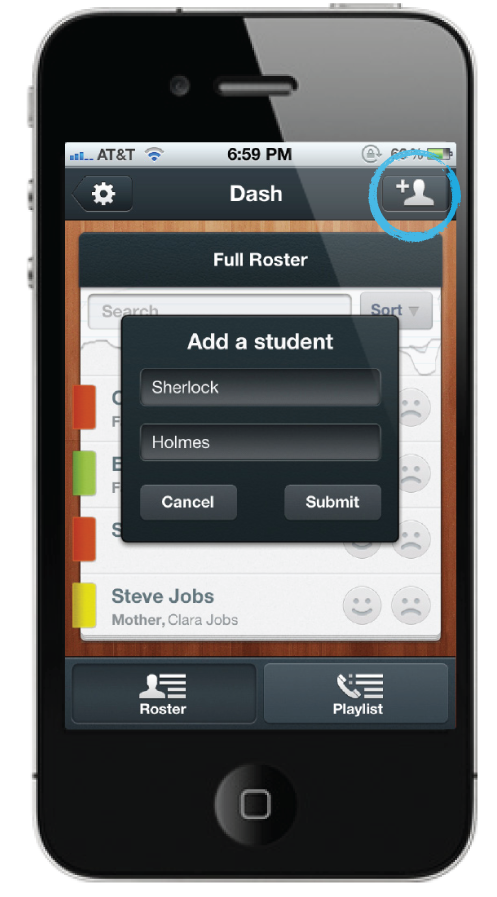 AT&T 6:59 PM
Dash
Full Roster
Search Sort
Add a student
Sherlock
Holmes
Cancel Submit
Steve Jobs
Mother, Clara Jobs
Roster Playlist